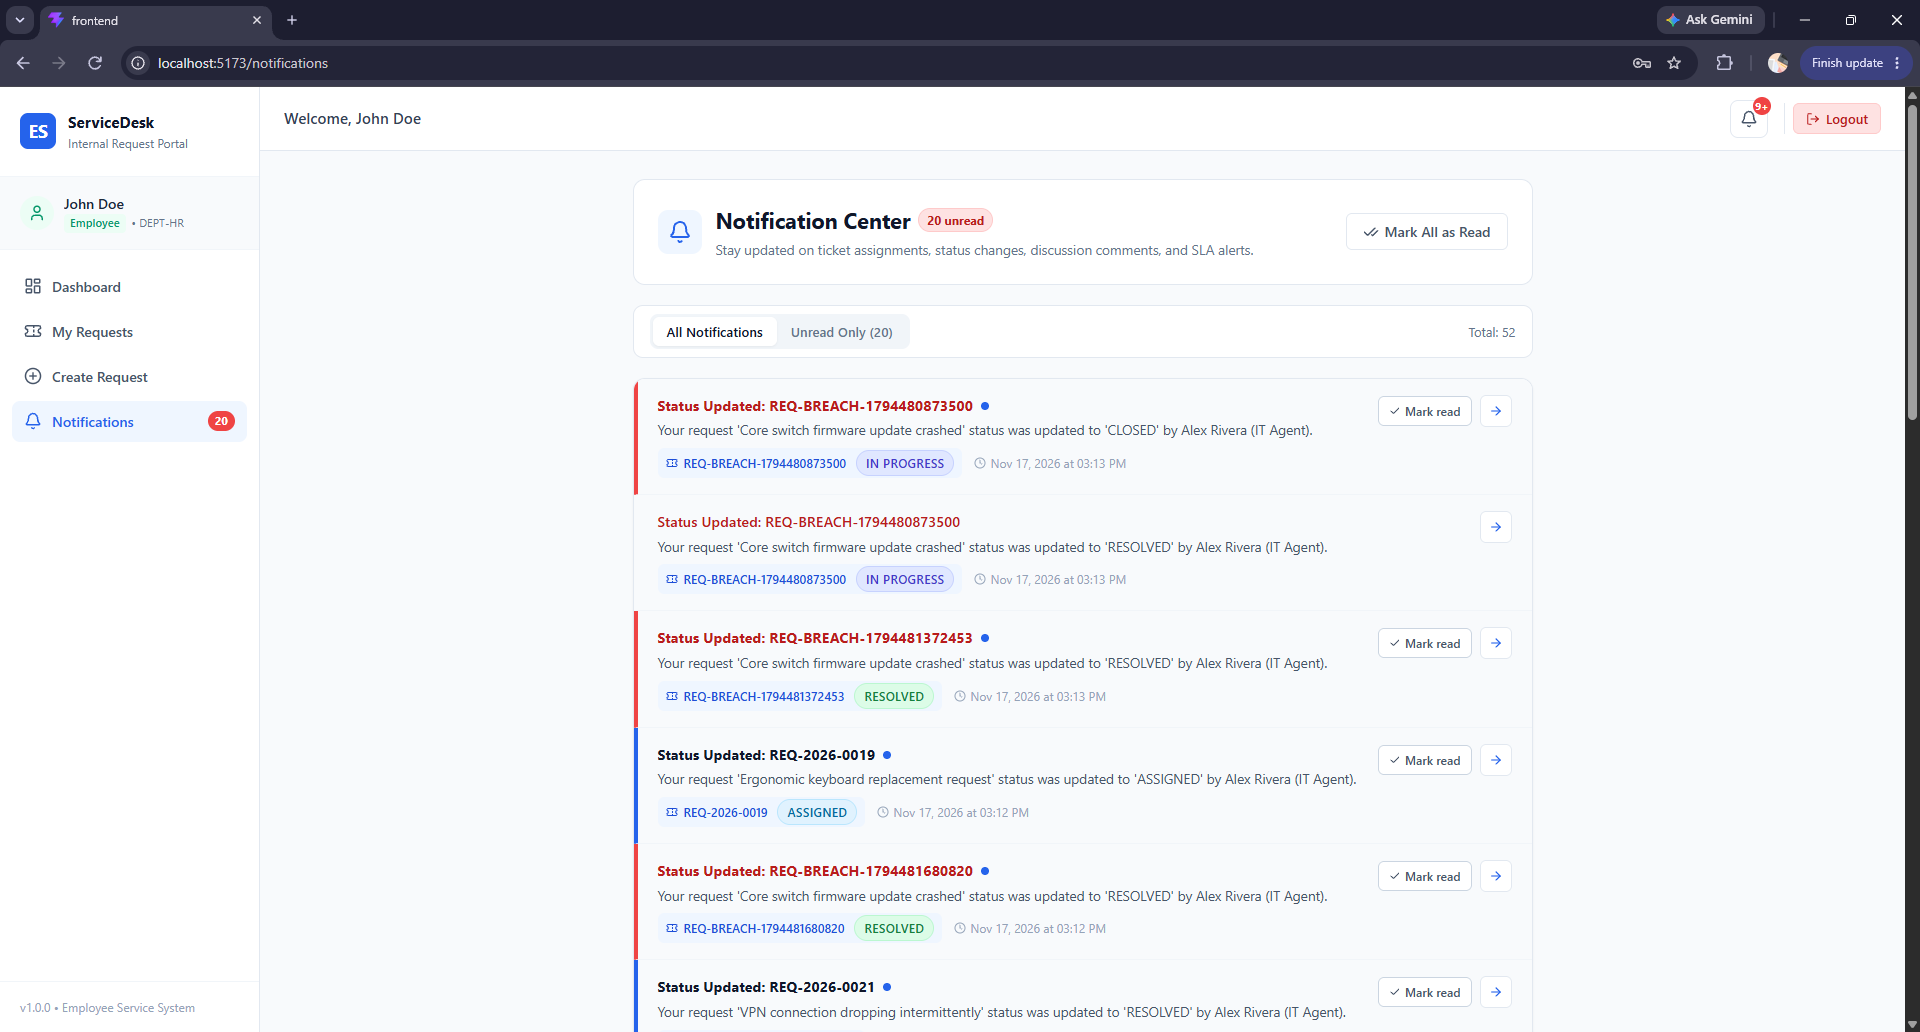 frontend
Ask Gemini
localhost:5173/notifications
Finish update
ES
ServiceDesk
Internal Request Portal
Welcome, John Doe
9+
Logout
John Doe
Employee • DEPT-HR
Dashboard
My Requests
Create Request
Notifications 20
v1.0.0 • Employee Service System
Notification Center 20 unread
Stay updated on ticket assignments, status changes, discussion comments, and SLA alerts.
Mark All as Read
All Notifications Unread Only (20) Total: 52
Status Updated: REQ-BREACH-1794480873500
Your request 'Core switch firmware update crashed' status was updated to 'CLOSED' by Alex Rivera (IT Agent).
REQ-BREACH-1794480873500 IN PROGRESS Nov 17, 2026 at 03:13 PM
Mark read
Status Updated: REQ-BREACH-1794480873500
Your request 'Core switch firmware update crashed' status was updated to 'RESOLVED' by Alex Rivera (IT Agent).
REQ-BREACH-1794480873500 IN PROGRESS Nov 17, 2026 at 03:13 PM
Status Updated: REQ-BREACH-1794481372453
Your request 'Core switch firmware update crashed' status was updated to 'RESOLVED' by Alex Rivera (IT Agent).
REQ-BREACH-1794481372453 RESOLVED Nov 17, 2026 at 03:13 PM
Mark read
Status Updated: REQ-2026-0019
Your request 'Ergonomic keyboard replacement request' status was updated to 'ASSIGNED' by Alex Rivera (IT Agent).
REQ-2026-0019 ASSIGNED Nov 17, 2026 at 03:12 PM
Mark read
Status Updated: REQ-BREACH-1794481680820
Your request 'Core switch firmware update crashed' status was updated to 'RESOLVED' by Alex Rivera (IT Agent).
REQ-BREACH-1794481680820 RESOLVED Nov 17, 2026 at 03:12 PM
Mark read
Status Updated: REQ-2026-0021
Your request 'VPN connection dropping intermittently' status was updated to 'RESOLVED' by Alex Rivera (IT Agent).
Mark read